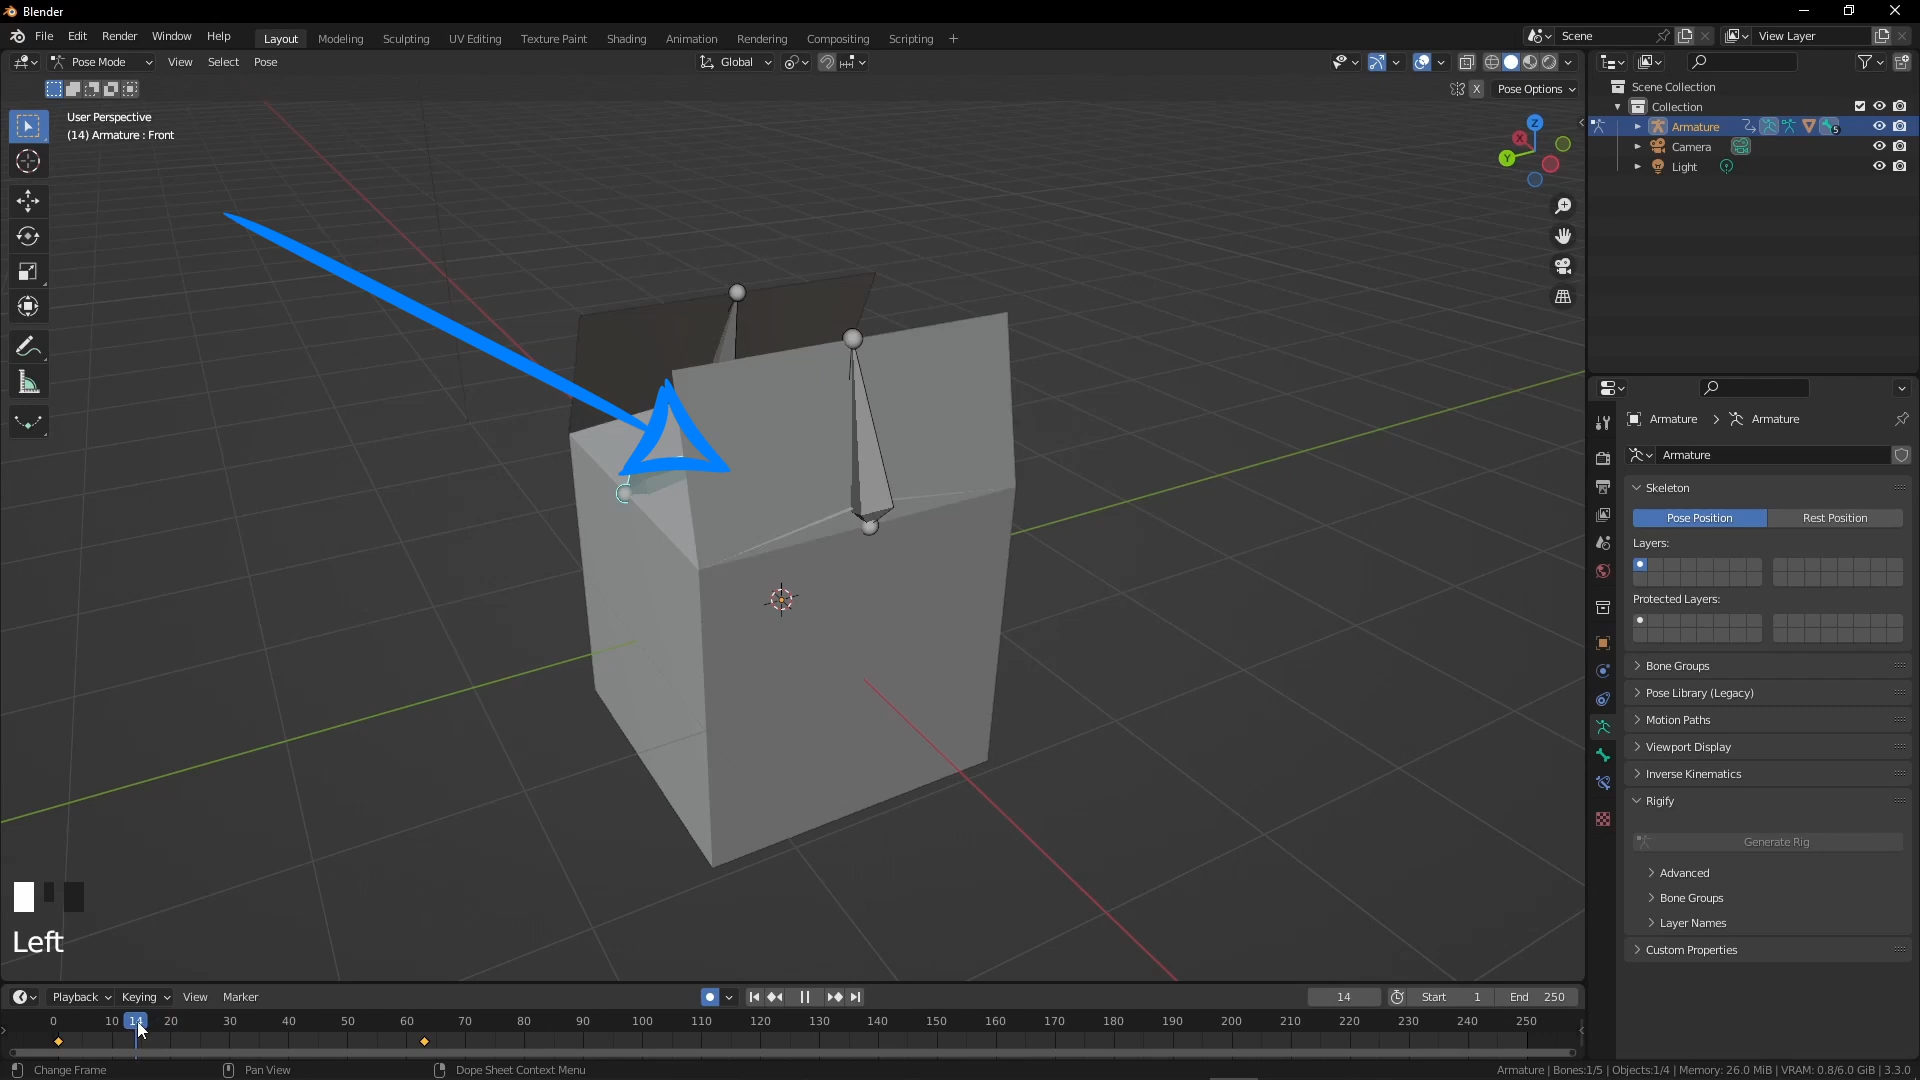 Blender
File Edit Render Window Help Layout Modeling Sculpting UV Editing Texture Paint Shading Animation Rendering Compositing Scripting + Scene View Layer
Pose Mode View Select Pose Global
X Pose Options
User Perspective
(14) Armature : Front
Z
X
Y
Scene Collection
Collection
Armature 5
Camera
Light
Armature > Armature
Armature
Skeleton
Pose Position Rest Position
Layers:
Protected Layers:
Bone Groups
Pose Library (Legacy)
Motion Paths
Viewport Display
Inverse Kinematics
Rigify
Generate Rig
Advanced
Bone Groups
Layer Names
Custom Properties
Left
Playback Keying View Marker 14 Start 1 End 250
0 10 14 20 30 40 50 60 70 80 90 100 110 120 130 140 150 160 170 180 190 200 210 220 230 240 250
Change Frame Pan View Dope Sheet Context Menu Armature | Bones:1/5 | Objects:1/4 | Memory: 26.0 MiB | VRAM: 0.8/6.0 GiB | 3.3.0